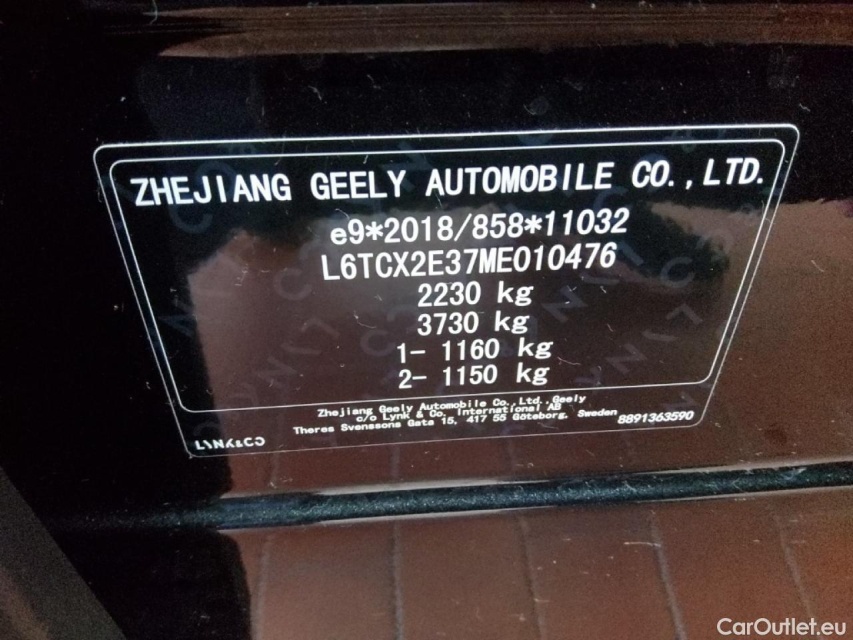 ZHEJIANG GEELY AUTOMOBILE CO.,LTD.
e9*2018/858*11032
L6TCX2E37ME010476
2230 kg
3730 kg
1- 1160 kg
2- 1150 kg
Zhejiang Geely Automobile Co., Ltd., Geely
c/o Lynk & Co. International AB
Theres Svenssons Gata 15, 417 55 Göteborg, Sweden
8891363590
LYNK&CO
CarOutlet.eu